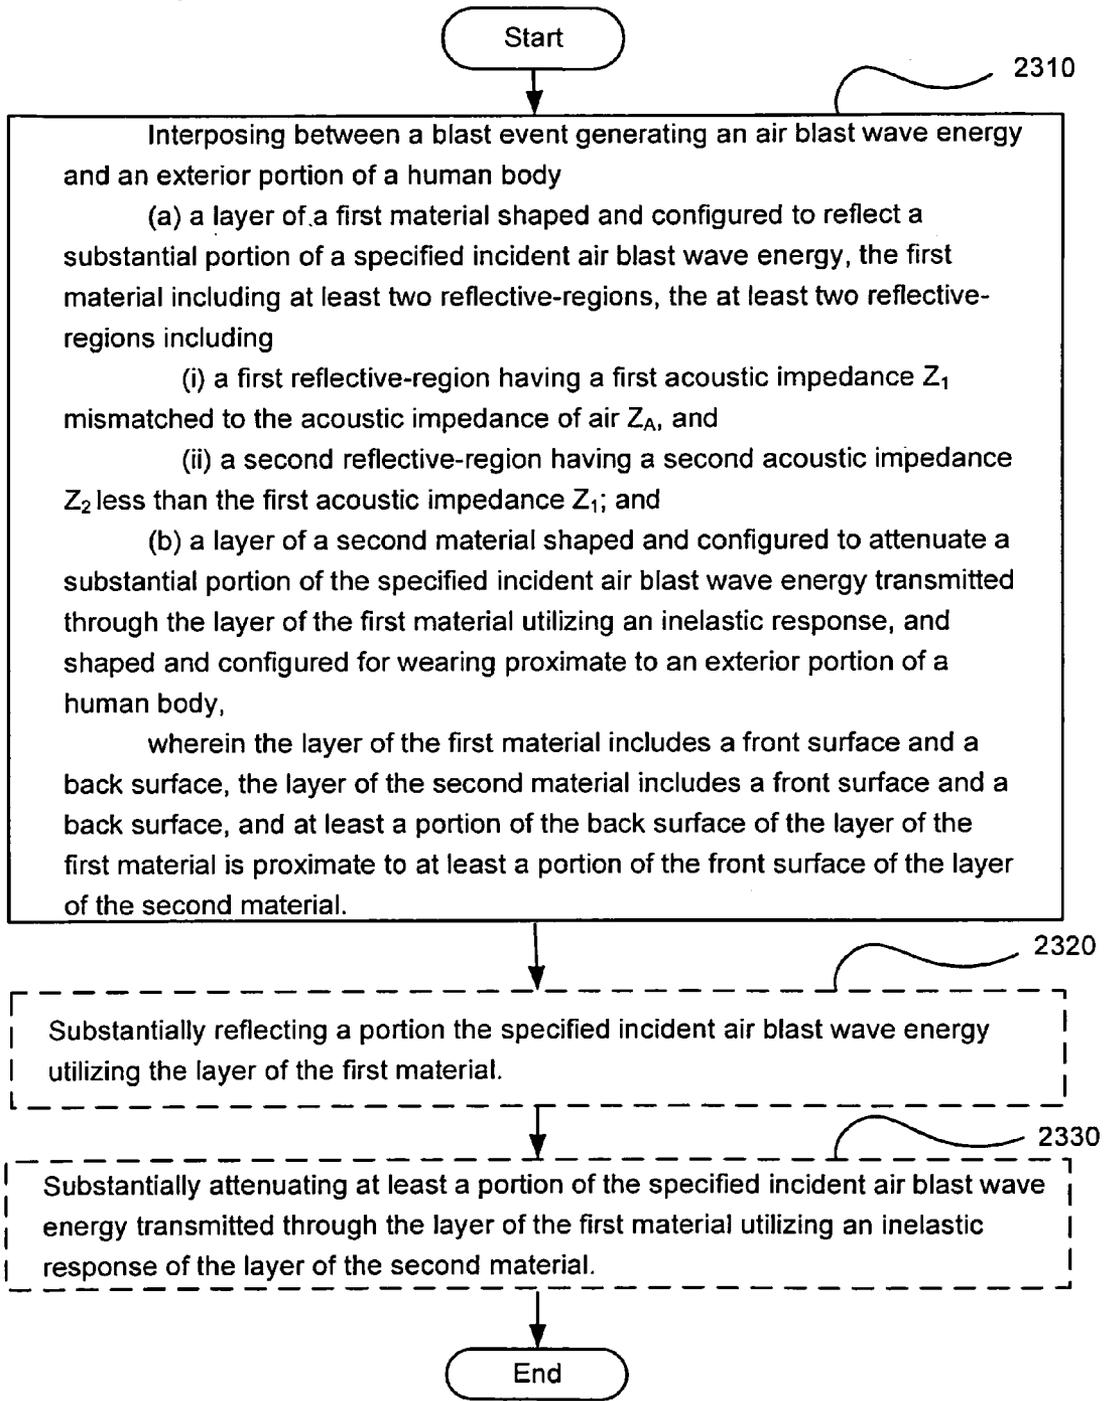 Start
2310
Interposing between a blast event generating an air blast wave energy
and an exterior portion of a human body
(a) a layer of a first material shaped and configured to reflect a
substantial portion of a specified incident air blast wave energy, the first
material including at least two reflective-regions, the at least two reflective-
regions including
(i) a first reflective-region having a first acoustic impedance Z₁
mismatched to the acoustic impedance of air Z_A, and
(ii) a second reflective-region having a second acoustic impedance
Z₂ less than the first acoustic impedance Z₁; and
(b) a layer of a second material shaped and configured to attenuate a
substantial portion of the specified incident air blast wave energy transmitted
through the layer of the first material utilizing an inelastic response, and
shaped and configured for wearing proximate to an exterior portion of a
human body,
wherein the layer of the first material includes a front surface and a
back surface, the layer of the second material includes a front surface and a
back surface, and at least a portion of the back surface of the layer of the
first material is proximate to at least a portion of the front surface of the layer
of the second material.
2320
Substantially reflecting a portion the specified incident air blast wave energy
utilizing the layer of the first material.
2330
Substantially attenuating at least a portion of the specified incident air blast wave
energy transmitted through the layer of the first material utilizing an inelastic
response of the layer of the second material.
End